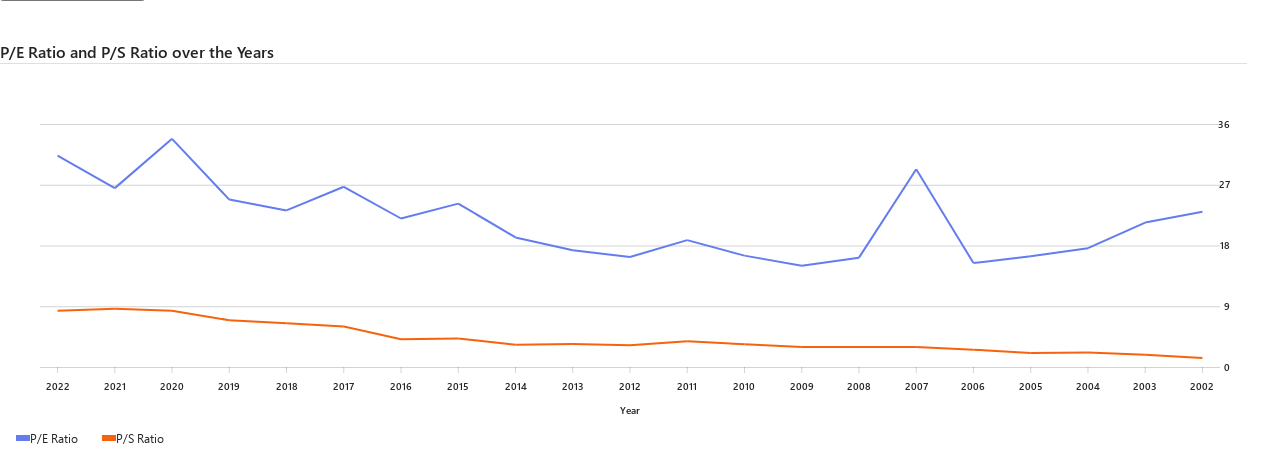 P/E Ratio and P/S Ratio over the Years
36
27
18
9
0
2022 2021 2020 2019 2018 2017 2016 2015 2014 2013 2012 2011 2010 2009 2008 2007 2006 2005 2004 2003 2002
Year
P/E Ratio P/S Ratio